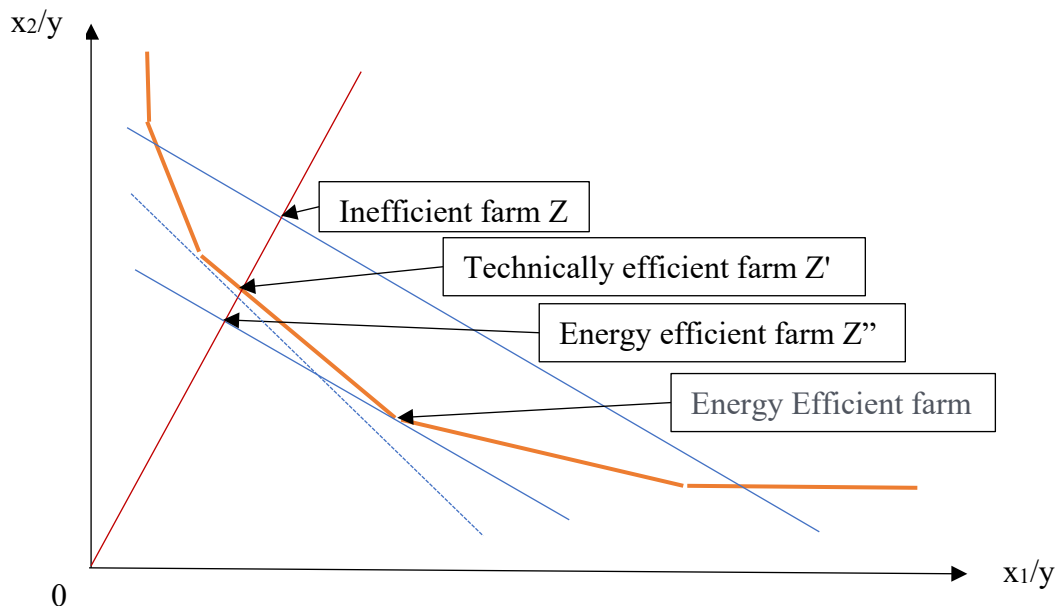 x₂/y
Inefficient farm Z
Technically efficient farm Z'
Energy efficient farm Z”
Energy Efficient farm
x₁/y
0